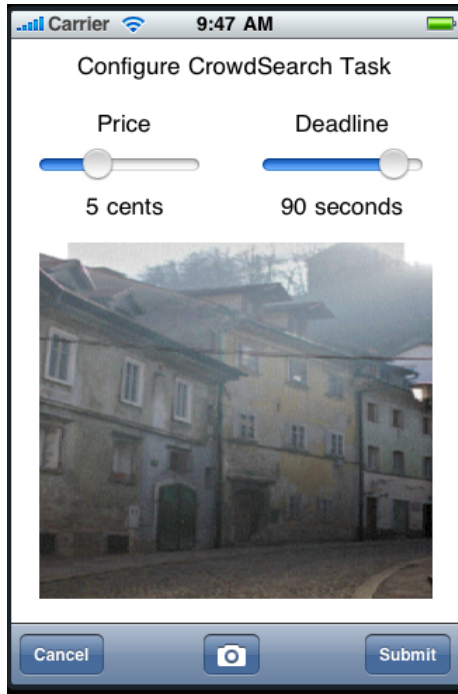 Carrier 9:47 AM
Configure CrowdSearch Task
Price Deadline
5 cents 90 seconds
Cancel Submit